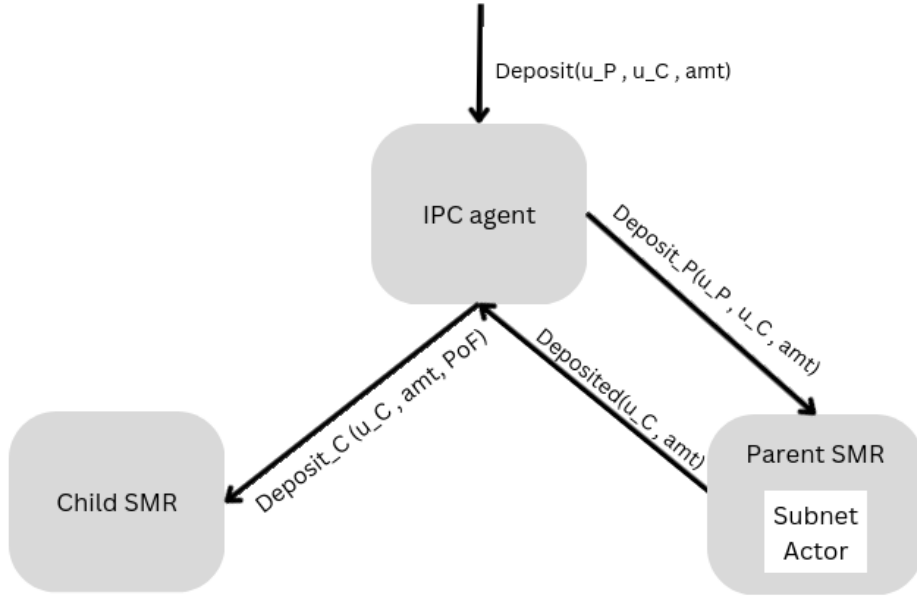 Deposit(u_P , u_C , amt)
IPC agent
Deposit_P(u_P , u_C , amt)
Deposited(u_C , amt)
Deposit_C (u_C , amt, PoF)
Child SMR
Parent SMR
Subnet
Actor